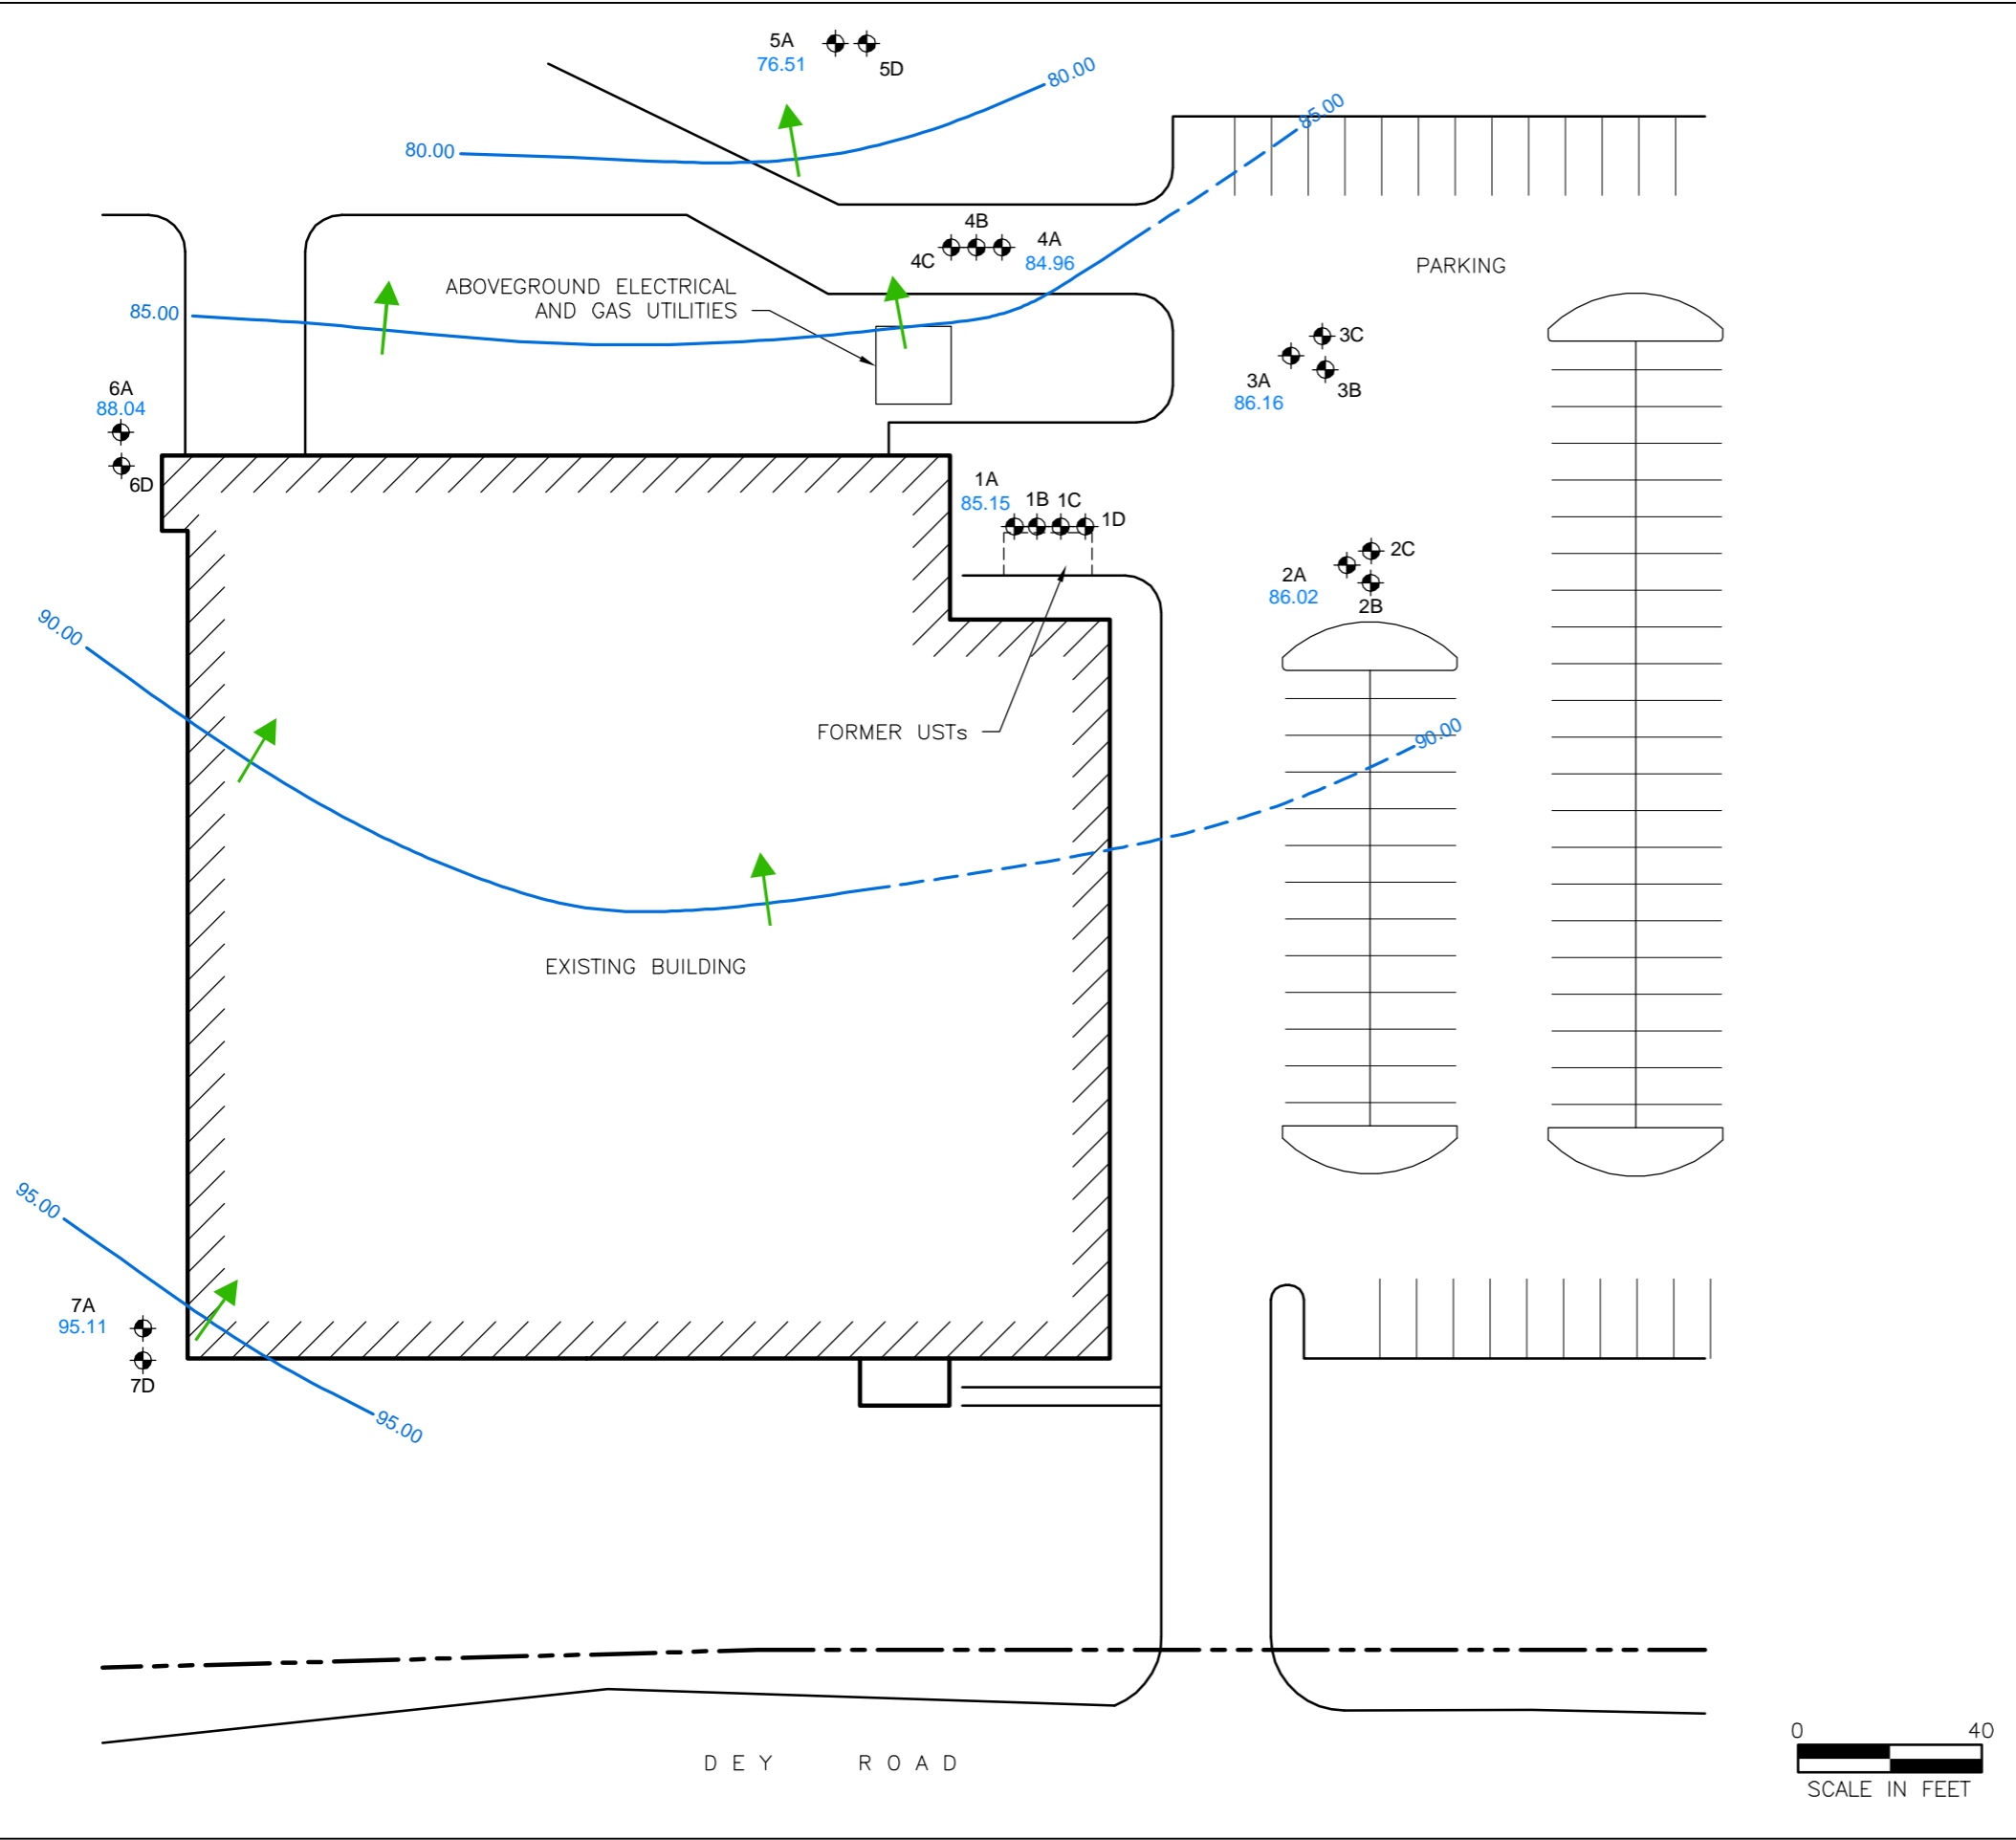 5A
76.51
5D
80.00
80.00
85.00
4B
4A
4C
84.96
PARKING
ABOVEGROUND ELECTRICAL
AND GAS UTILITIES
85.00
3C
3A
3B
86.16
6A
88.04
6D
1A
85.15
1B
1C
1D
2C
2A
86.02
2B
90.00
FORMER USTs
90.00
EXISTING BUILDING
95.00
7A
95.11
7D
95.00
DEY ROAD
0 40
SCALE IN FEET